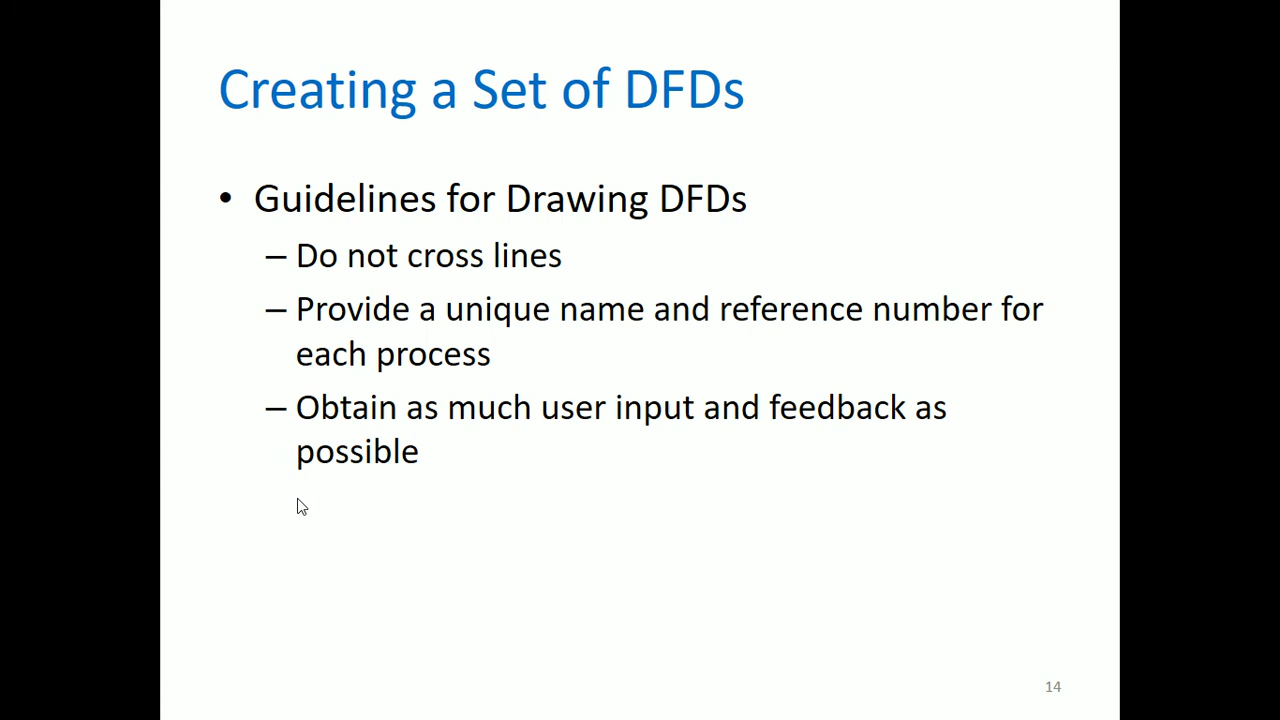 Creating a Set of DFDs
• Guidelines for Drawing DFDs
– Do not cross lines
– Provide a unique name and reference number for
each process
– Obtain as much user input and feedback as
possible
14